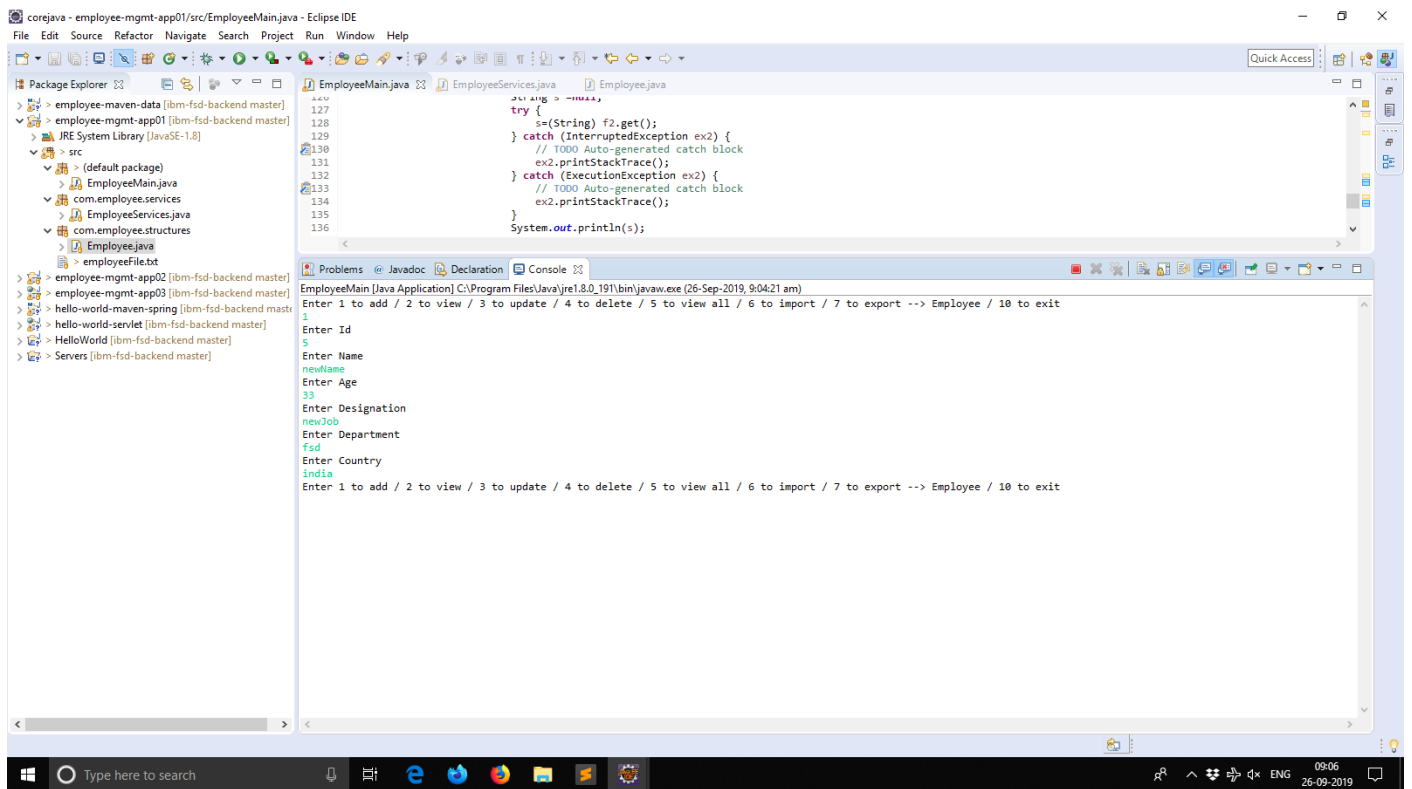 corejava - employee-mgmt-app01/src/EmployeeMain.java - Eclipse IDE
File Edit Source Refactor Navigate Search Project Run Window Help
Quick Access
Package Explorer
> employee-maven-data [ibm-fsd-backend master]
> employee-mgmt-app01 [ibm-fsd-backend master]
JRE System Library [JavaSE-1.8]
> src
> (default package)
> EmployeeMain.java
com.employee.services
> EmployeeServices.java
com.employee.structures
Employee.java
> employeeFile.txt
> employee-mgmt-app02 [ibm-fsd-backend master]
> employee-mgmt-app03 [ibm-fsd-backend master]
> hello-world-maven-spring [ibm-fsd-backend maste
> hello-world-servlet [ibm-fsd-backend master]
> HelloWorld [ibm-fsd-backend master]
> Servers [ibm-fsd-backend master]
EmployeeMain.java EmployeeServices.java Employee.java
126 String s =null;
127 try {
128 s=(String) f2.get();
129 } catch (InterruptedException ex2) {
130 // TODO Auto-generated catch block
131 ex2.printStackTrace();
132 } catch (ExecutionException ex2) {
133 // TODO Auto-generated catch block
134 ex2.printStackTrace();
135 }
136 System.out.println(s);
Problems @ Javadoc Declaration Console
EmployeeMain [Java Application] C:\Program Files\Java\jre1.8.0_191\bin\javaw.exe (26-Sep-2019, 9:04:21 am)
Enter 1 to add / 2 to view / 3 to update / 4 to delete / 5 to view all / 6 to import / 7 to export --> Employee / 10 to exit
1
Enter Id
5
Enter Name
newName
Enter Age
33
Enter Designation
newJob
Enter Department
fsd
Enter Country
india
Enter 1 to add / 2 to view / 3 to update / 4 to delete / 5 to view all / 6 to import / 7 to export --> Employee / 10 to exit
Type here to search
ENG
09:06
26-09-2019